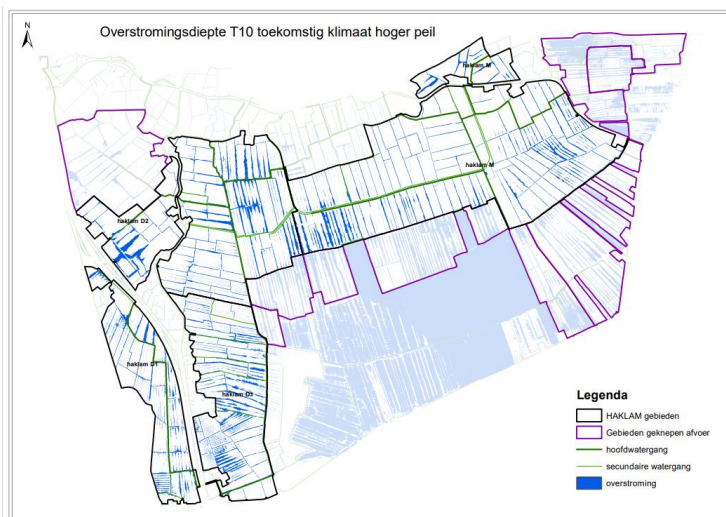 Overstromingsdiepte T10 toekomstig klimaat hoger peil
N
haklam M
haklam M
haklam D2
haklam D1
haklam D3
Legenda
HAKLAM gebieden
Gebieden geknepen afvoer
hoofdwatergang
secundaire watergang
overstroming